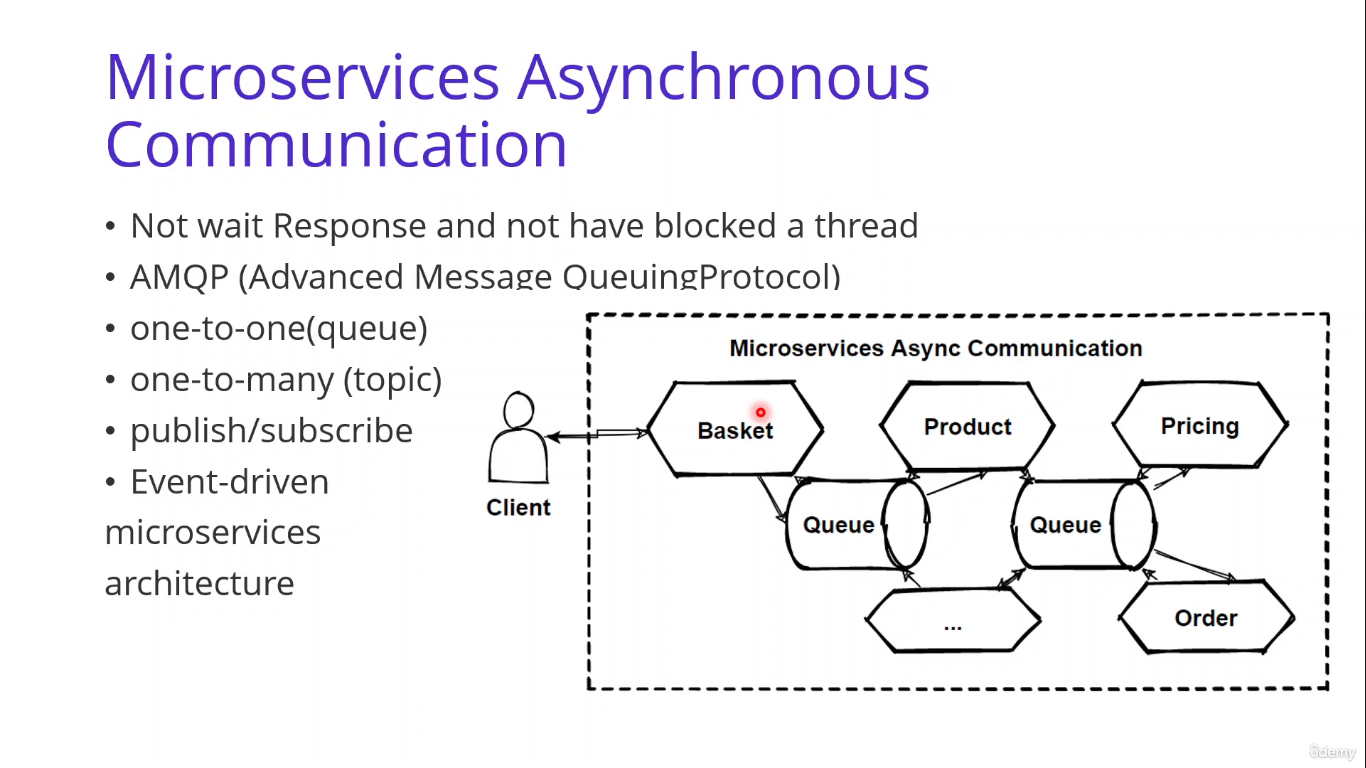 Microservices Asynchronous
Communication
• Not wait Response and not have blocked a thread
• AMQP (Advanced Message QueuingProtocol)
• one-to-one(queue)
• one-to-many (topic)
• publish/subscribe
• Event-driven
microservices
architecture
Microservices Async Communication
Basket
Product
Pricing
Client
Queue
Queue
...
Order
ûdemy